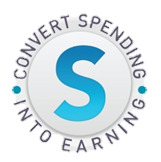 CONVERT SPENDING
S
INTO EARNING